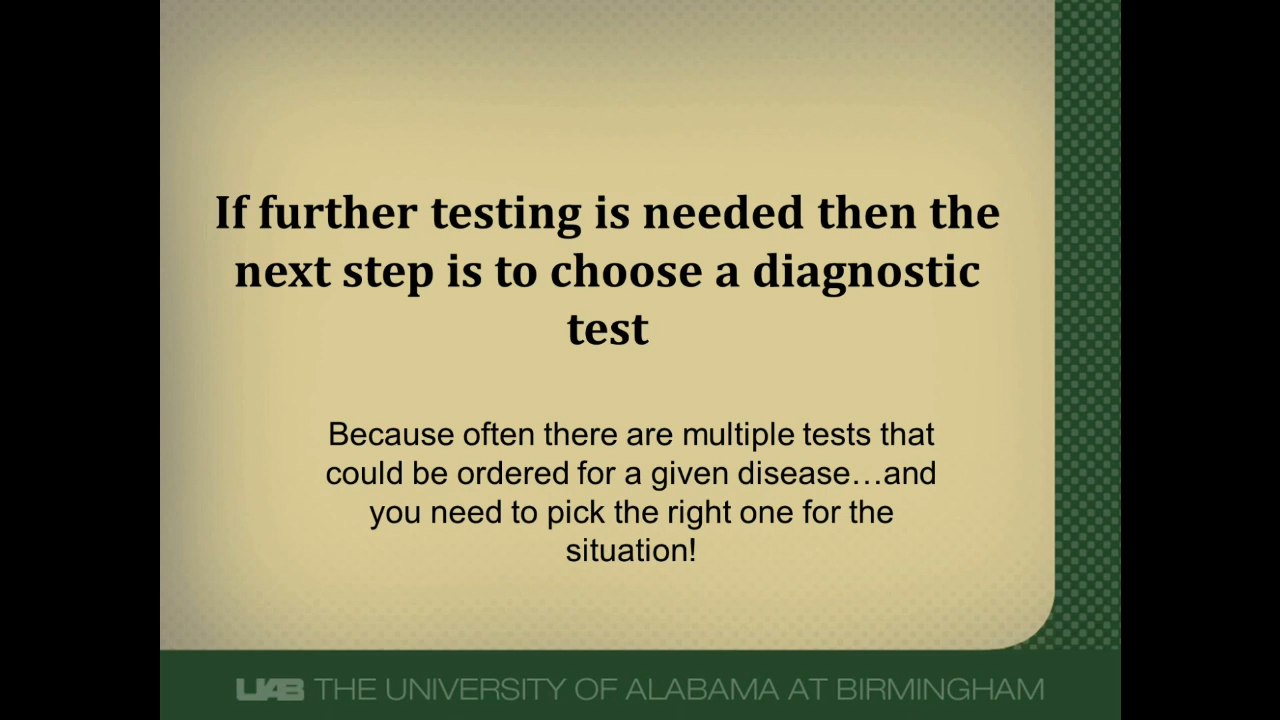 If further testing is needed then the
next step is to choose a diagnostic
test
Because often there are multiple tests that
could be ordered for a given disease…and
you need to pick the right one for the
situation!
UAB THE UNIVERSITY OF ALABAMA AT BIRMINGHAM